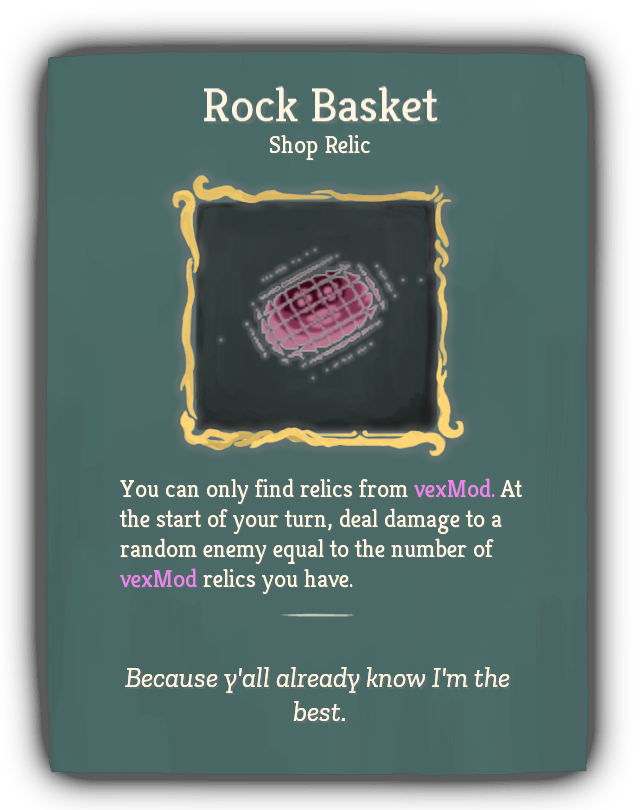 Rock Basket
Shop Relic
You can only find relics from vexMod. At
the start of your turn, deal damage to a
random enemy equal to the number of
vexMod relics you have.
Because y'all already know I'm the
best.